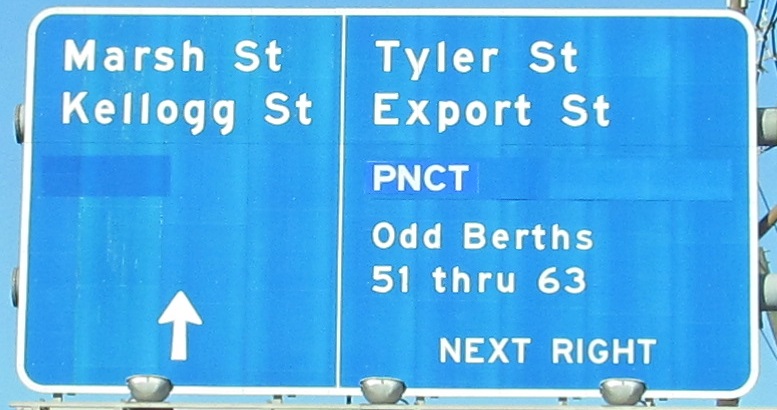 Marsh St
Kellogg St
Tyler St
Export St
PNCT
Odd Berths
51 thru 63
NEXT RIGHT